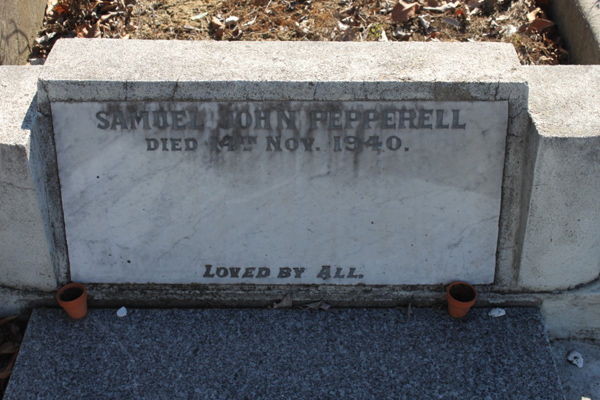 SAMUEL JOHN PEPPERELL
DIED 14TH NOV. 1940.
LOVED BY ALL.